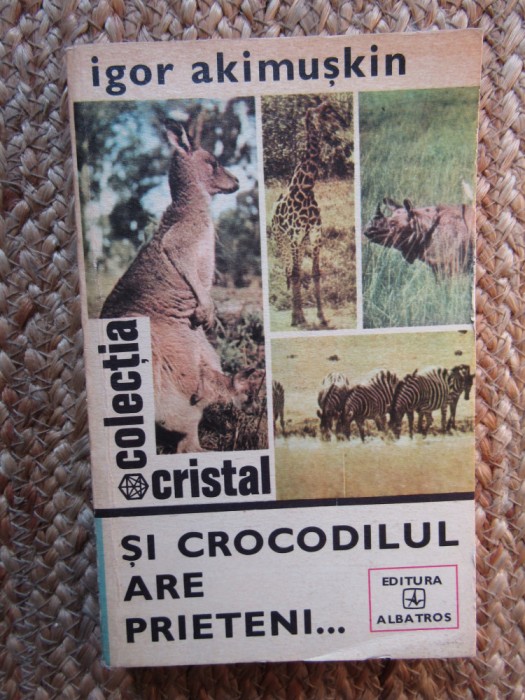 igor akimușkin
colecția
cristal
ȘI CROCODILUL
ARE
PRIETENI...
EDITURA
ALBATROS